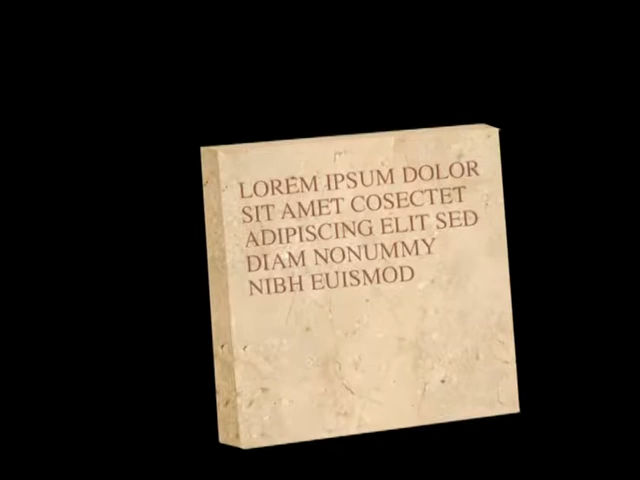 LOREM IPSUM DOLOR
SIT AMET COSECTET
ADIPISCING ELIT SED
DIAM NONUMMY
NIBH EUISMOD